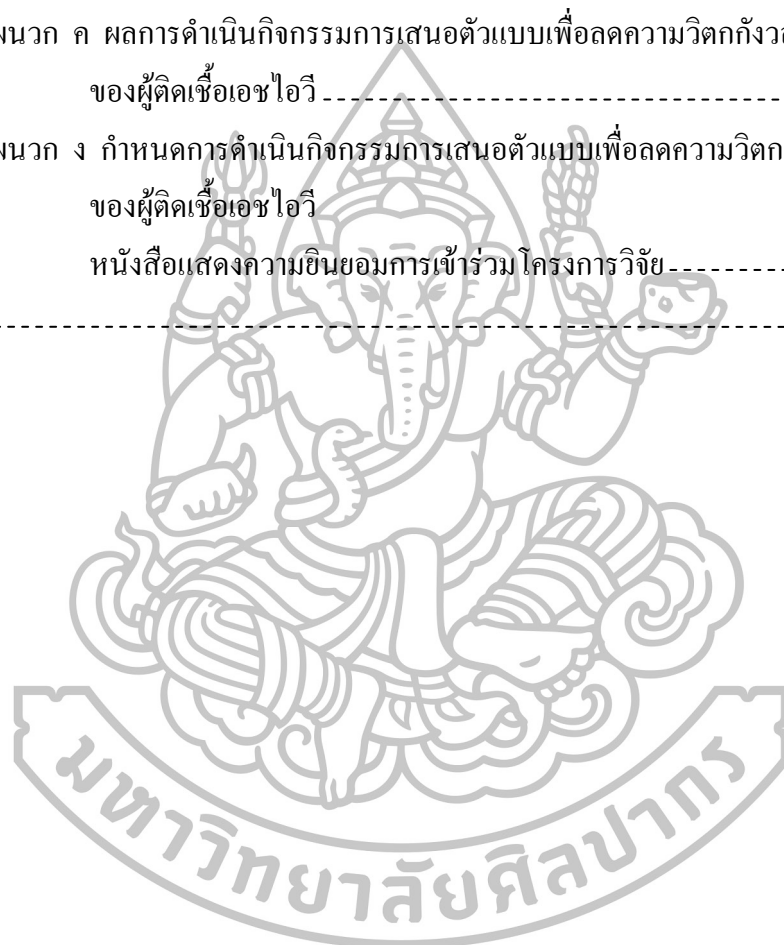 ผนวก ค ผลการดำเนินกิจกรรมการเสนอตัวแบบเพื่อลดความวิตกกังวล
ของผู้ติดเชื้อเอชไอวี
ผนวก ง กำหนดการดำเนินกิจกรรมการเสนอตัวแบบเพื่อลดความวิตก
ของผู้ติดเชื้อเอชไอวี
หนังสือแสดงความยินยอมการเข้าร่วมโครงการวิจัย
มหาวิทยาลัยศิลปากร